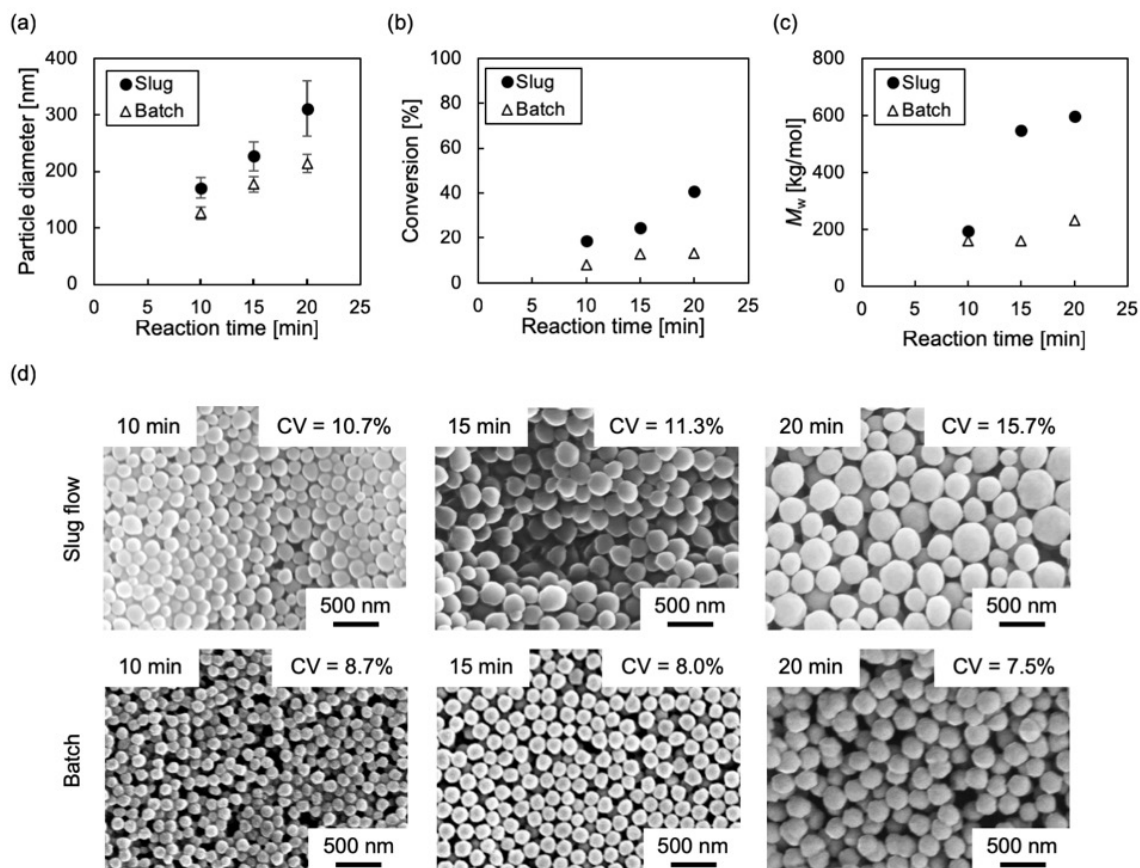 (a)
Particle diameter [nm]
400
300
200
100
0
Slug
Batch
0 5 10 15 20 25
Reaction time [min]
(b)
Conversion [%]
100
80
60
40
20
0
Slug
Batch
0 5 10 15 20 25
Reaction time [min]
(c)
Mw [kg/mol]
800
600
400
200
0
Slug
Batch
0 5 10 15 20 25
Reaction time [min]
(d)
Slug flow
10 min CV = 10.7%
500 nm
15 min CV = 11.3%
500 nm
20 min CV = 15.7%
500 nm
Batch
10 min CV = 8.7%
500 nm
15 min CV = 8.0%
500 nm
20 min CV = 7.5%
500 nm